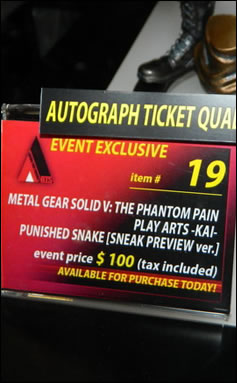 AUTOGRAPH TICKET QUA
EVENT EXCLUSIVE
item # 19
METAL GEAR SOLID V: THE PHANTOM PAIN
PLAY ARTS -KAI-
PUNISHED SNAKE [SNEAK PREVIEW ver.]
event price $ 100 (tax included)
AVAILABLE FOR PURCHASE TODAY!